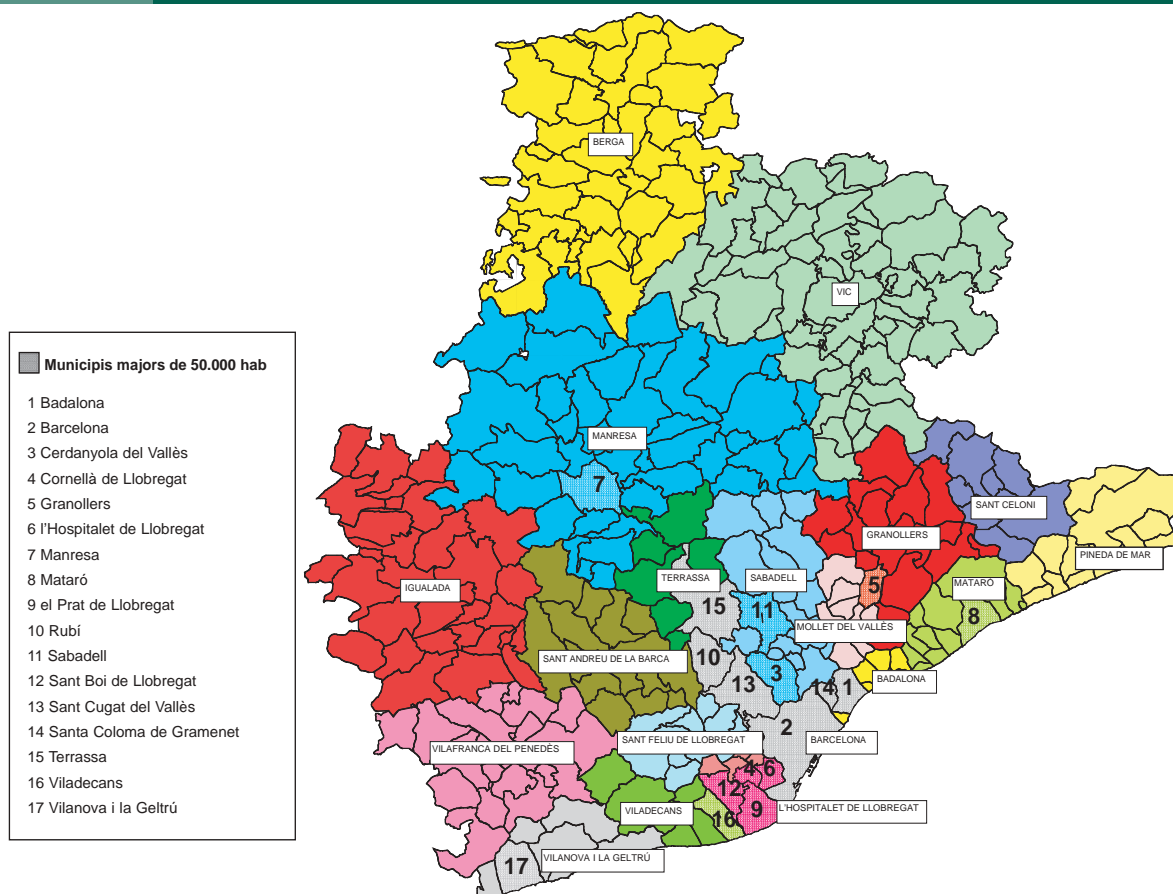 BERGA
VIC
Municipis majors de 50.000 hab
1 Badalona
2 Barcelona
3 Cerdanyola del Vallès
4 Cornellà de Llobregat
5 Granollers
6 l'Hospitalet de Llobregat
7 Manresa
8 Mataró
9 el Prat de Llobregat
10 Rubí
11 Sabadell
12 Sant Boi de Llobregat
13 Sant Cugat del Vallès
14 Santa Coloma de Gramenet
15 Terrassa
16 Viladecans
17 Vilanova i la Geltrú
MANRESA
7
SANT CELONI
GRANOLLERS
PINEDA DE MAR
TERRASSA
SABADELL
MATARÓ
IGUALADA
5
15
11
8
MOLLET DEL VALLÈS
SANT ANDREU DE LA BARCA
10
3
BADALONA
13
14
1
2
VILAFRANCA DEL PENEDÈS
SANT FELIU DE LLOBREGAT
BARCELONA
4
6
12
VILADECANS
9
L'HOSPITALET DE LLOBREGAT
16
17
VILANOVA I LA GELTRÚ